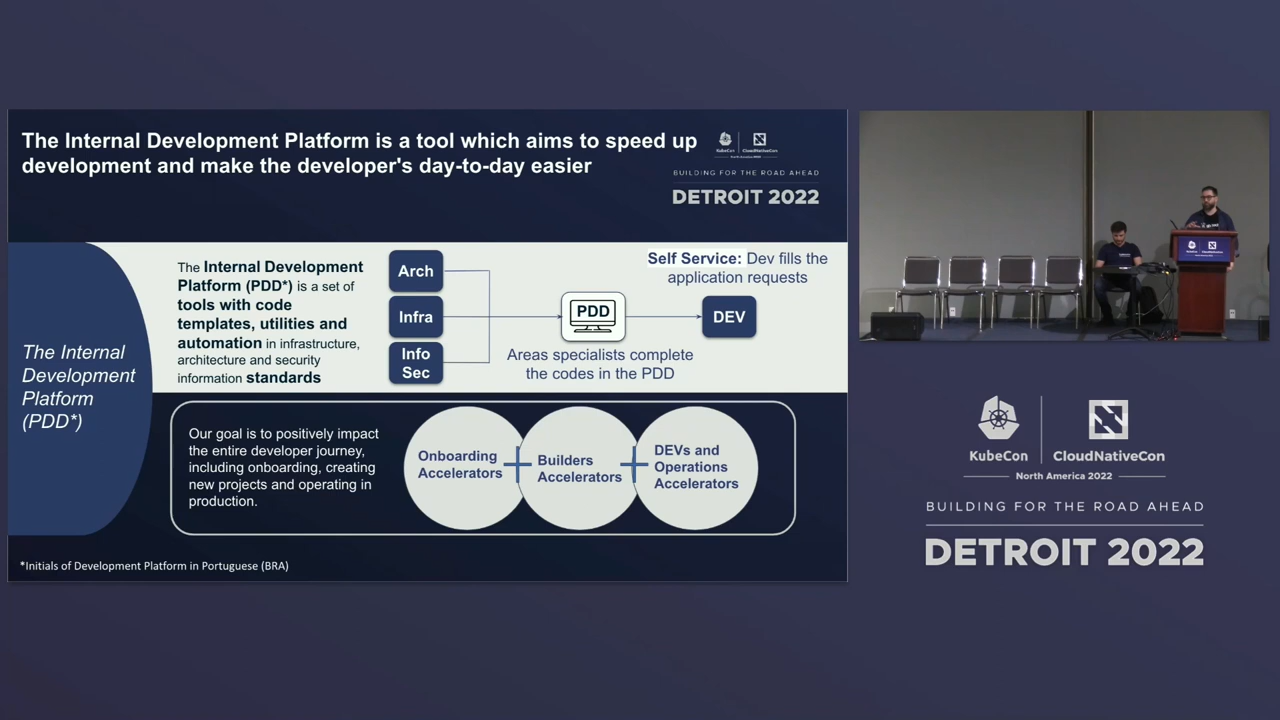 The Internal Development Platform is a tool which aims to speed up
development and make the developer's day-to-day easier
KubeCon
CloudNativeCon
BUILDING FOR THE ROAD AHEAD
DETROIT 2022
The Internal
Development
Platform
(PDD*)
The Internal Development
Platform (PDD*) is a set of
tools with code
templates, utilities and
automation in infrastructure,
architecture and security
information standards
Arch
Infra
Info
Sec
PDD
Areas specialists complete
the codes in the PDD
Self Service: Dev fills the
application requests
DEV
Our goal is to positively impact
the entire developer journey,
including onboarding, creating
new projects and operating in
production.
Onboarding
Accelerators
Builders
Accelerators
DEVs and
Operations
Accelerators
*Initials of Development Platform in Portuguese (BRA)
KubeCon
CloudNativeCon
North America 2022
BUILDING FOR THE ROAD AHEAD
DETROIT 2022